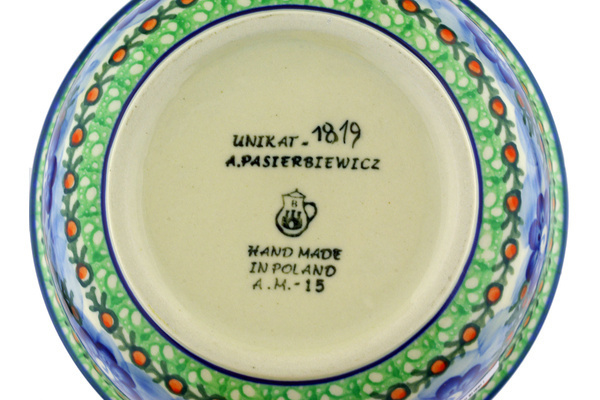 UNIKAT - 1819
A.PASIERBIEWICZ
B
HAND MADE
IN POLAND
A.M.-15